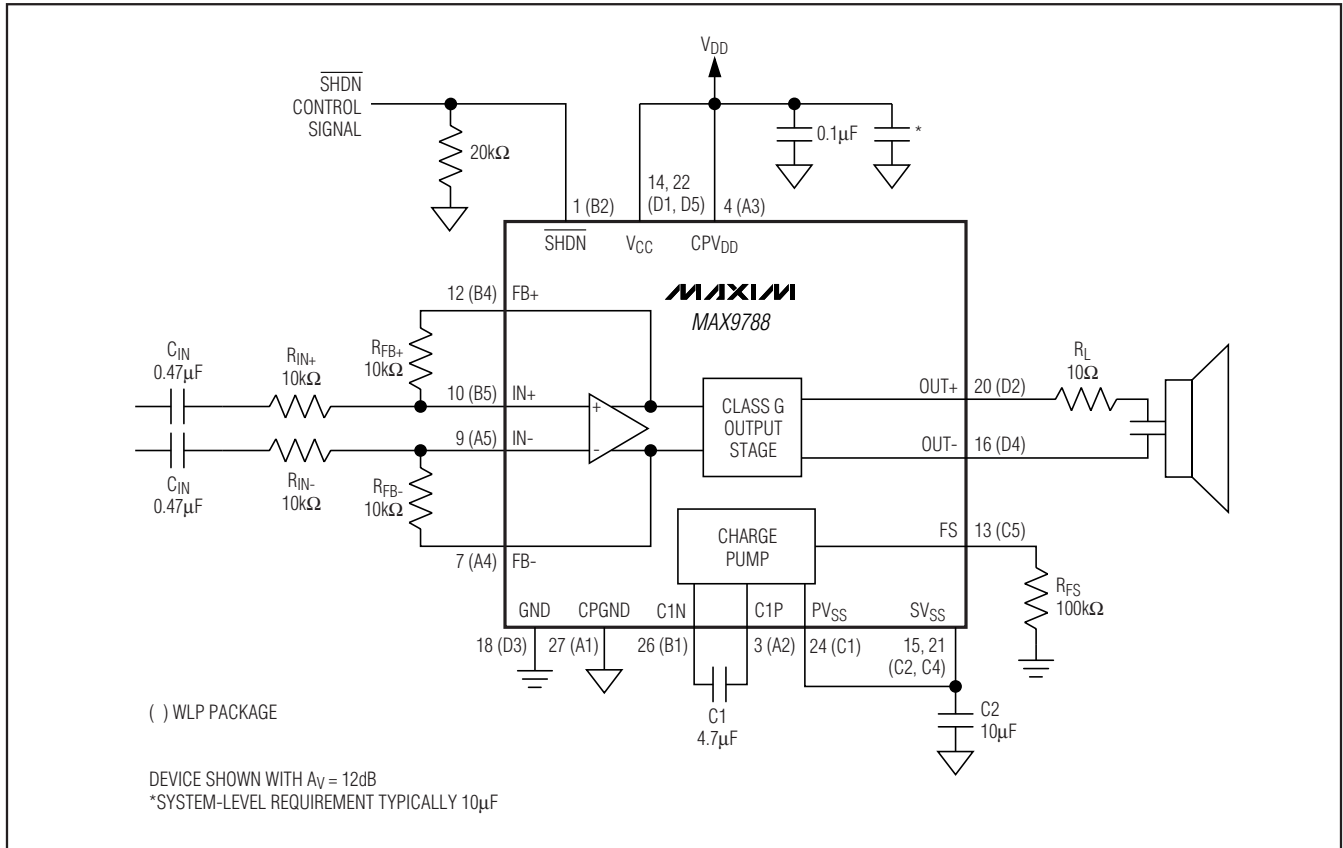 V_DD
SHDN
CONTROL
SIGNAL
20kΩ
0.1μF
*
1 (B2)
14, 22
(D1, D5)
4 (A3)
SHDN
V_CC
CPV_DD
MAXIM
MAX9788
12 (B4)
FB+
C_IN
0.47μF
R_IN+
10kΩ
R_FB+
10kΩ
10 (B5)
IN+
+
CLASS G
OUTPUT
STAGE
OUT+
20 (D2)
R_L
10Ω
9 (A5)
IN-
-
OUT-
16 (D4)
C_IN
0.47μF
R_IN-
10kΩ
R_FB-
10kΩ
CHARGE
PUMP
FS
13 (C5)
7 (A4)
FB-
R_FS
100kΩ
GND
CPGND
C1N
C1P
PV_SS
SV_SS
18 (D3)
27 (A1)
26 (B1)
3 (A2)
24 (C1)
15, 21
(C2, C4)
C1
4.7μF
C2
10μF
( ) WLP PACKAGE
DEVICE SHOWN WITH A_V = 12dB
*SYSTEM-LEVEL REQUIREMENT TYPICALLY 10μF